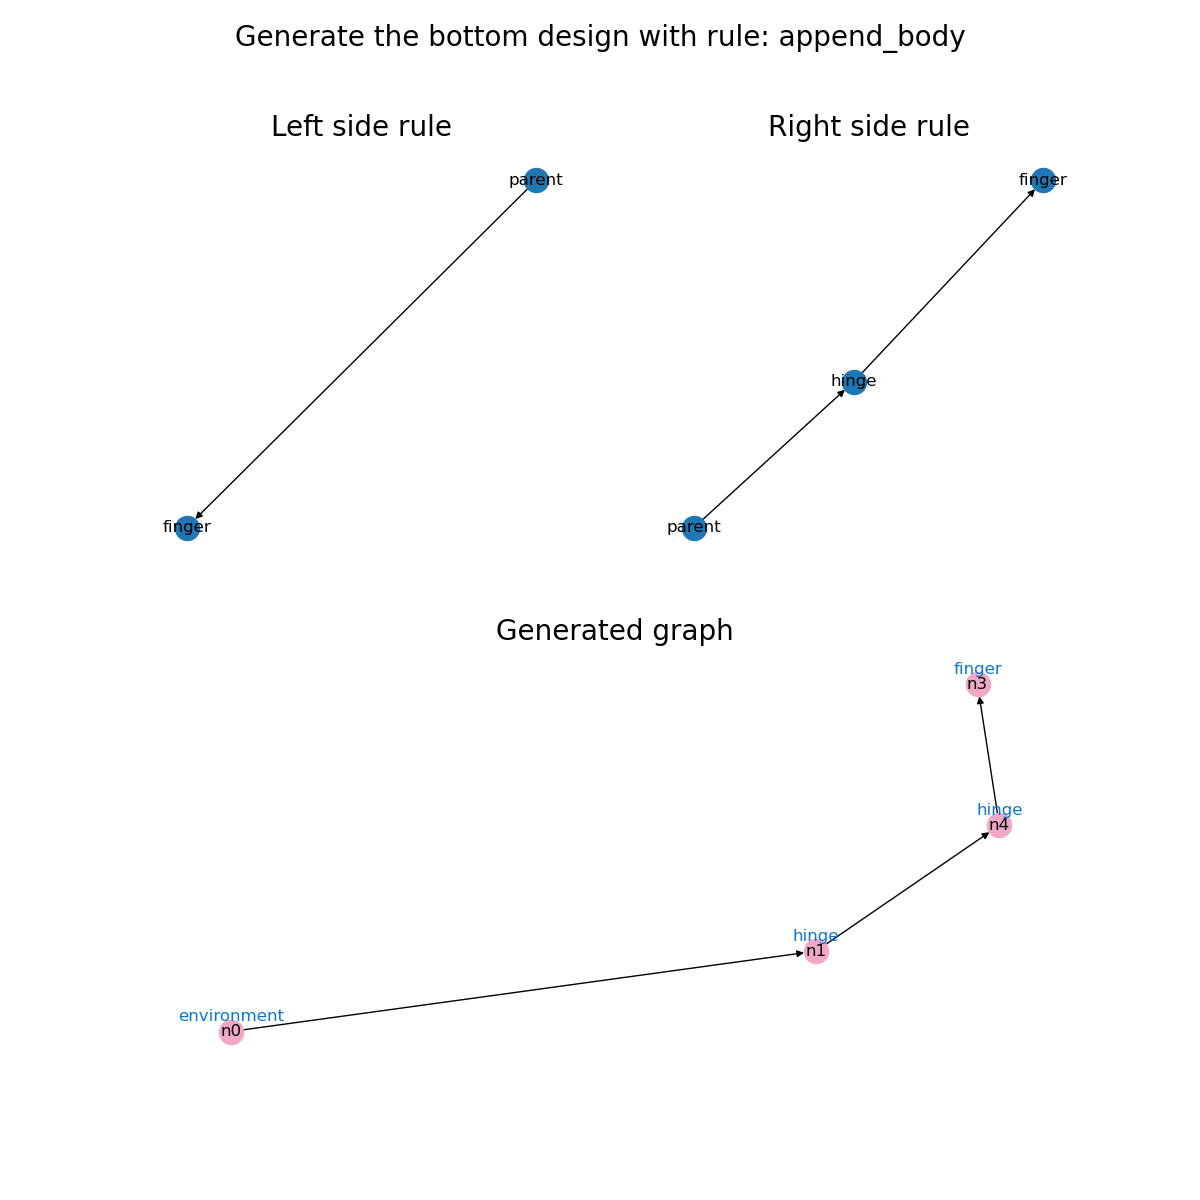 Generate the bottom design with rule: append_body
Left side rule
Right side rule
parent
finger
finger
hinge
parent
Generated graph
finger
n3
hinge
n4
hinge
n1
environment
n0